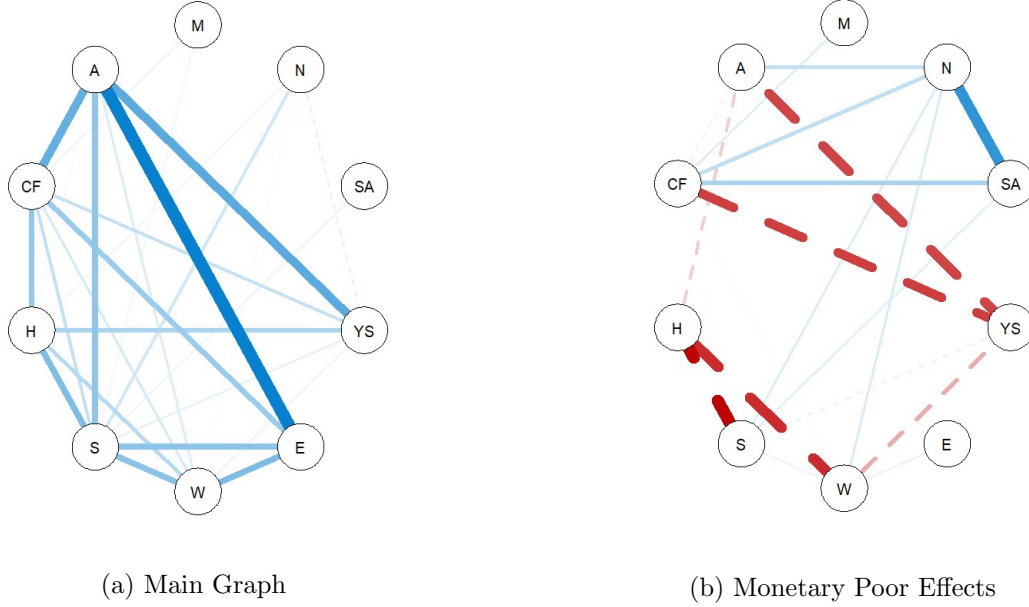 M
A
N
CF
SA
H
YS
S
E
W
(a) Main Graph
M
A
N
CF
SA
H
YS
S
E
W
(b) Monetary Poor Effects